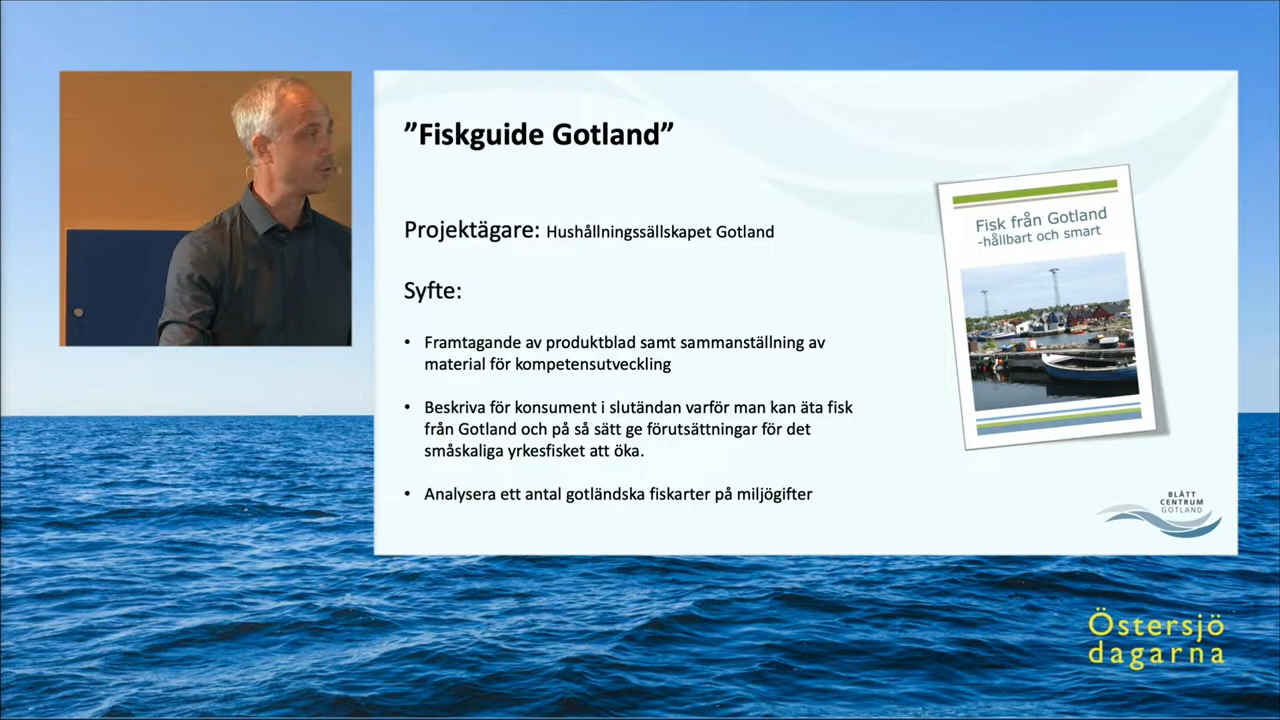 ”Fiskguide Gotland”
Projektägare: Hushållningssällskapet Gotland
Syfte:
• Framtagande av produktblad samt sammanställning av
material för kompetensutveckling
• Beskriva för konsument i slutändan varför man kan äta fisk
från Gotland och på så sätt ge förutsättningar för det
småskaliga yrkesfisket att öka.
• Analysera ett antal gotländska fiskarter på miljögifter
Fisk från Gotland
-hållbart och smart
BLÅTT
CENTRUM
GOTLAND
Östersjö
dagarna